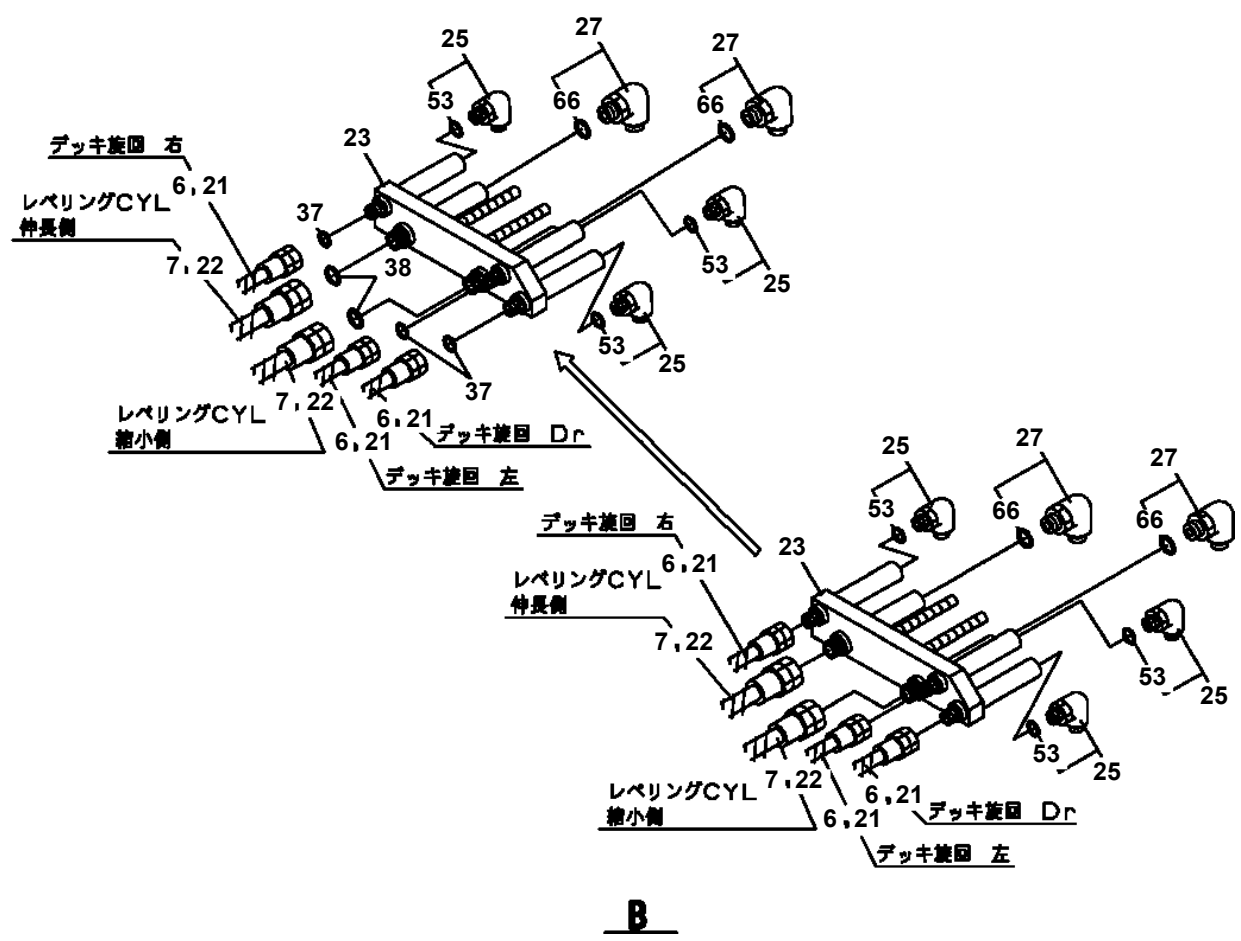 25
27
27
53
66
66
デッキ旋回 右
6,21
23
レベリングCYL
伸長側
7,22
37
38
53
25
53
25
37
レベリングCYL
縮小側
7,22
6,21
6,21
デッキ旋回 Dr
デッキ旋回 左
25
27
27
53
66
66
デッキ旋回 右
6,21
23
レベリングCYL
伸長側
7,22
53
25
53
25
レベリングCYL
縮小側
7,22
6,21
6,21
デッキ旋回 Dr
デッキ旋回 左
B